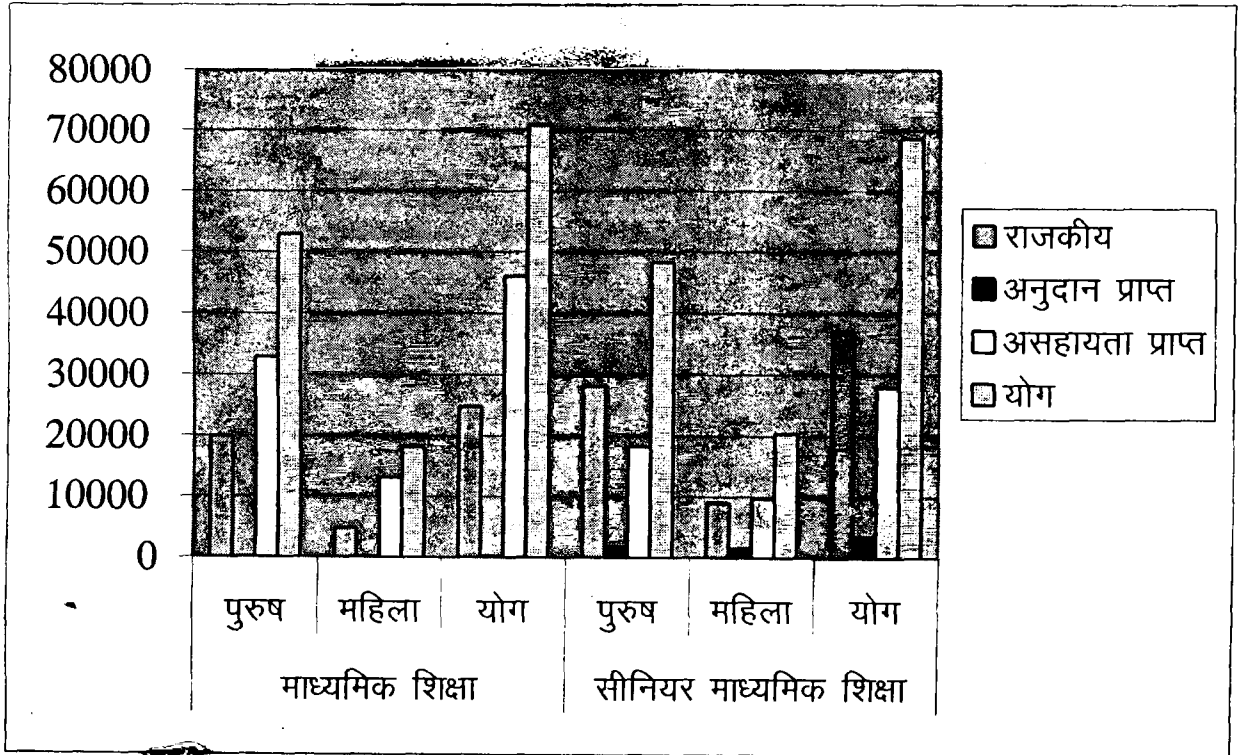 80000
70000
60000
50000
40000
30000
20000
10000
0
पुरुष महिला योग पुरुष महिला योग
माध्यमिक शिक्षा सीनियर माध्यमिक शिक्षा
राजकीय
अनुदान प्राप्त
असहायता प्राप्त
योग